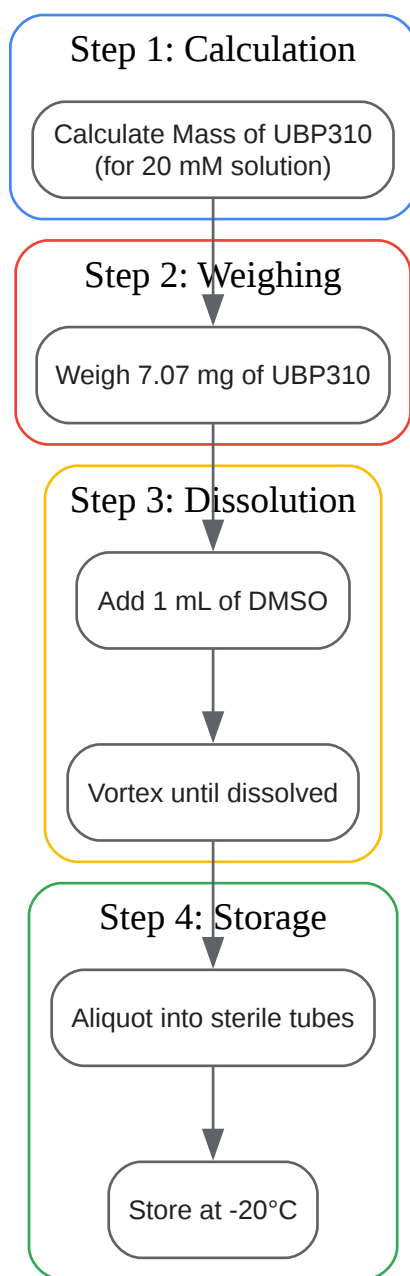 Step 1: Calculation
Calculate Mass of UBP310
(for 20 mM solution)
Step 2: Weighing
Weigh 7.07 mg of UBP310
Step 3: Dissolution
Add 1 mL of DMSO
Vortex until dissolved
Step 4: Storage
Aliquot into sterile tubes
Store at -20°C